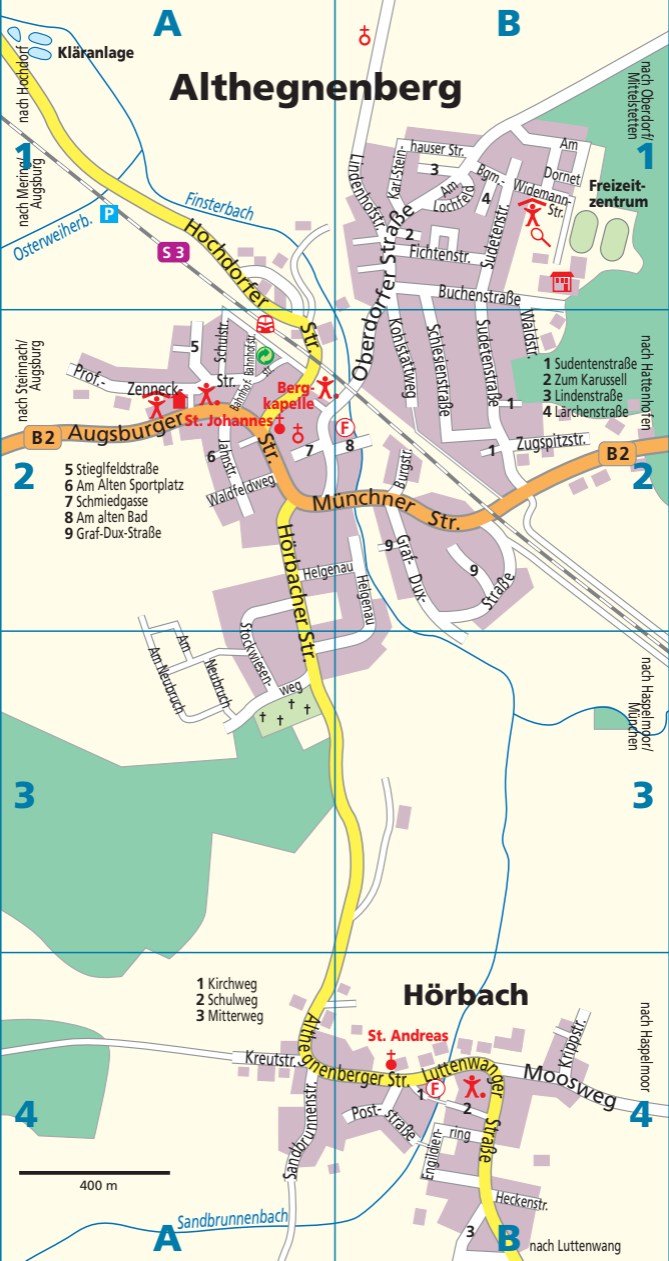 A
B
Kläranlage
Althegnenberg
nach Hochdorf
nach Oberdorf/
Mittelstetten
1
1
nach Mering/
Augsburg
Finsterbach
Osterweiherb.
P
S 3
Hochdorfer Str.
Lindenhofstr.
Karl-Stein-
hauser Str.
3
Am
Lochfeld
Bgm.-
Widemann-
Str.
4
Am
Dornet
Freizeit-
zentrum
2
Fichtenstr.
Sudetenstr.
Oberdorfer Straße
Buchenstraße
Waldstr.
Kohlstattweg
Schlesienstraße
Sudetenstraße
nach Steinnach/
Augsburg
nach Hattenhofen
1 Sudentenstraße
2 Zum Karussell
3 Lindenstraße
4 Lärchenstraße
5
Schulstr.
Bahnhof
Bahnhofstr.
Prof.-
Zenneck-
Str.
Berg-
kapelle
St. Johannes
B2
Augsburger
Str.
F
8
7
6
Jahnstr.
Waldfeldweg
1
1
Zugspitzstr.
B2
2
2
5 Stieglfeldstraße
6 Am Alten Sportplatz
7 Schmiedgasse
8 Am alten Bad
9 Graf-Dux-Straße
Burgstr.
Münchner Str.
9
Graf-
Dux-
Straße
9
Hörbacher Str.
Helgenau
Helgenau
Stockwiesen-
weg
Am
Neubruch
Am Neubruch
nach Haspelmoor/
München
3
3
1 Kirchweg
2 Schulweg
3 Mitterweg
Hörbach
St. Andreas
nach Haspelmoor
Krippstr.
Kreutstr.
Althegnenberger Str.
Luttenwanger
Straße
Moosweg
1
F
2
4
4
Post-
straße
Sandbrunnenstr.
Engildien-
ring
Heckenstr.
400 m
Sandbrunnenbach
3
A
B
nach Luttenwang